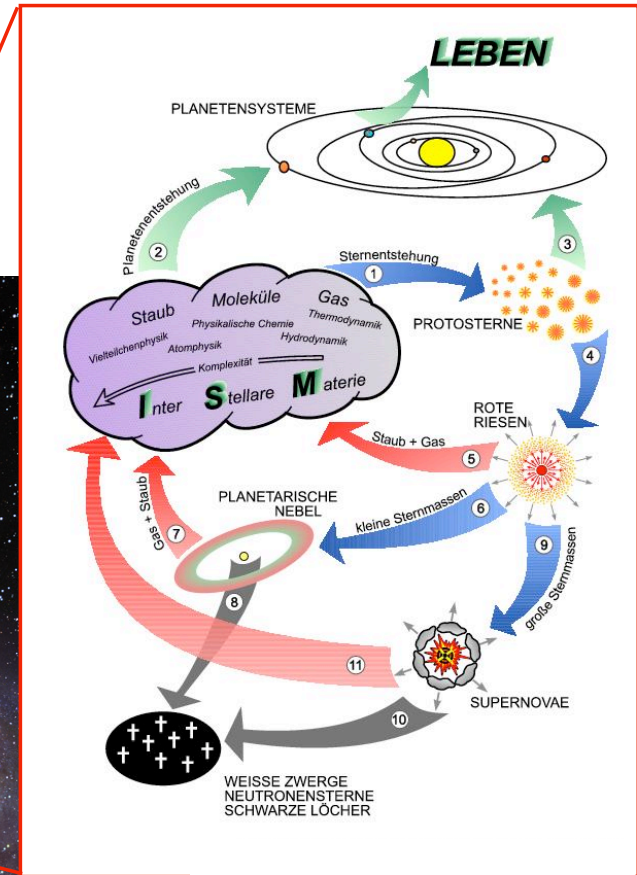 LEBEN
PLANETENSYSTEME
Planetenentstehung
2
Sternentstehung
1
3
Staub
Moleküle
Gas
Physikalische Chemie
Thermodynamik
Vielteilchenphysik
Atomphysik
Hydrodynamik
Komplexität
Inter Stellare Materie
PROTOSTERNE
4
ROTE
RIESEN
Staub + Gas
5
6
kleine Sternmassen
PLANETARISCHE
NEBEL
Gas + Staub
7
8
9
große Sternmassen
11
SUPERNOVAE
10
WEISSE ZWERGE
NEUTRONENSTERNE
SCHWARZE LÖCHER